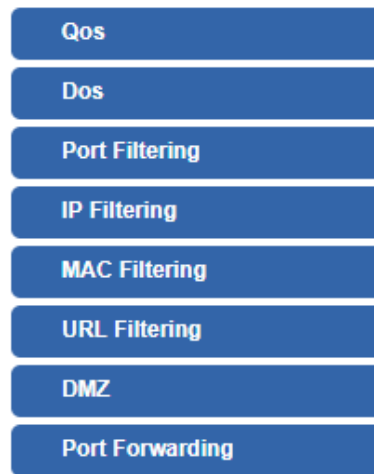 Qos
Dos
Port Filtering
IP Filtering
MAC Filtering
URL Filtering
DMZ
Port Forwarding